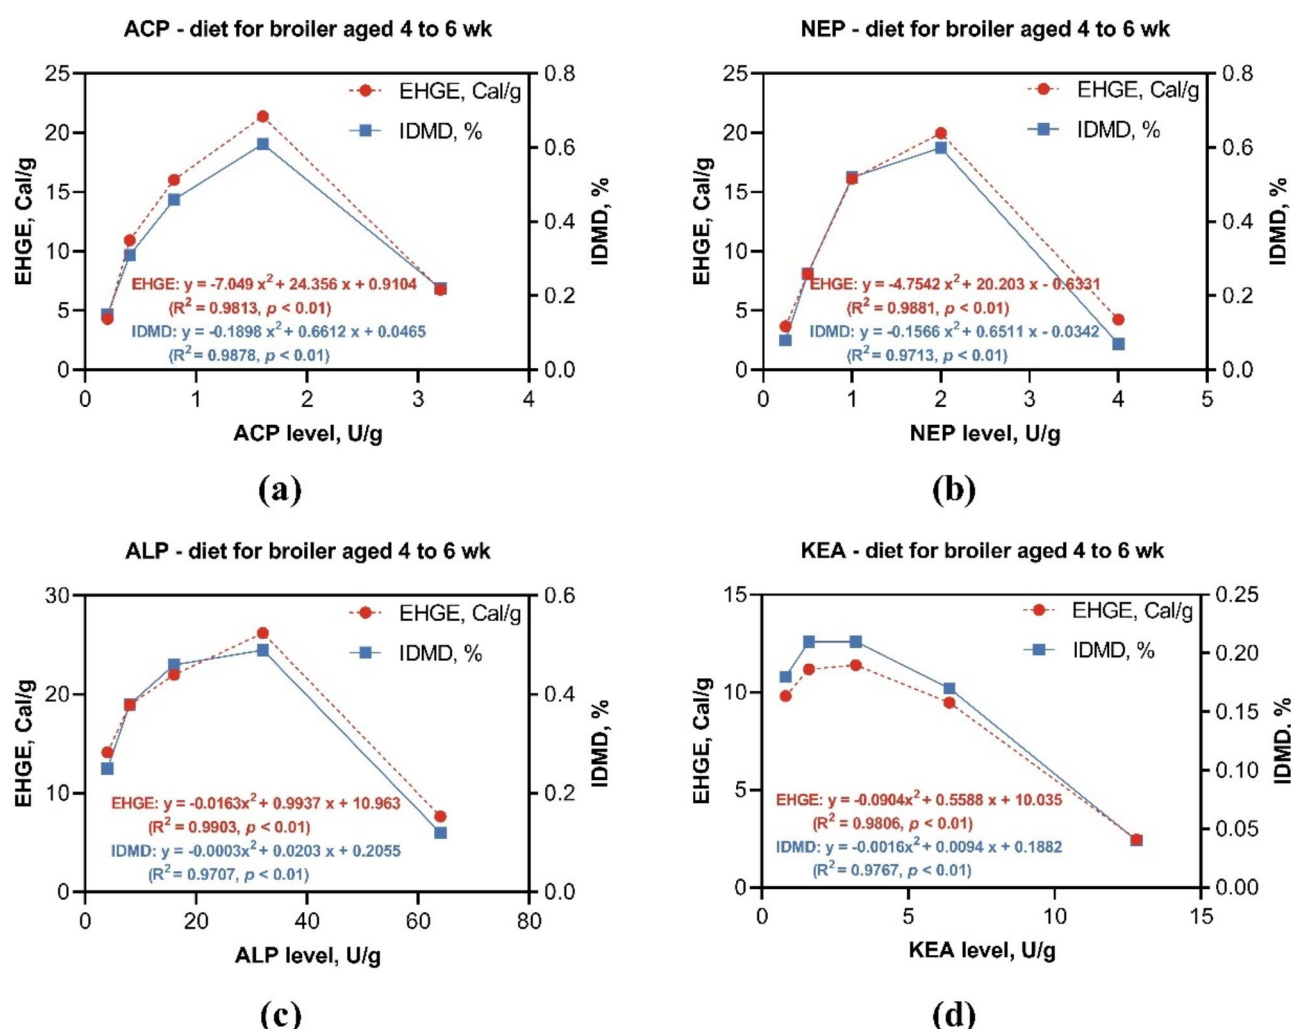 ACP - diet for broiler aged 4 to 6 wk
25
20
15
10
5
0
EHGE, Cal/g
0.8
0.6
0.4
0.2
0.0
IDMD, %
EHGE, Cal/g
IDMD, %
EHGE: y = -7.049 x² + 24.356 x + 0.9104
(R² = 0.9813, p < 0.01)
IDMD: y = -0.1898 x² + 0.6612 x + 0.0465
(R² = 0.9878, p < 0.01)
0 1 2 3 4
ACP level, U/g
(a)
NEP - diet for broiler aged 4 to 6 wk
25
20
15
10
5
0
EHGE, Cal/g
0.8
0.6
0.4
0.2
0.0
IDMD, %
EHGE, Cal/g
IDMD, %
EHGE: y = -4.7542 x² + 20.203 x - 0.6331
(R² = 0.9881, p < 0.01)
IDMD: y = -0.1566 x² + 0.6511 x - 0.0342
(R² = 0.9713, p < 0.01)
0 1 2 3 4 5
NEP level, U/g
(b)
ALP - diet for broiler aged 4 to 6 wk
30
20
10
0
EHGE, Cal/g
0.6
0.4
0.2
0.0
IDMD, %
EHGE, Cal/g
IDMD, %
EHGE: y = -0.0163x² + 0.9937 x + 10.963
(R² = 0.9903, p < 0.01)
IDMD: y = -0.0003x² + 0.0203 x + 0.2055
(R² = 0.9707, p < 0.01)
0 20 40 60 80
ALP level, U/g
(c)
KEA - diet for broiler aged 4 to 6 wk
15
10
5
0
EHGE, Cal/g
0.25
0.20
0.15
0.10
0.05
0.00
IDMD, %
EHGE, Cal/g
IDMD, %
EHGE: y = -0.0904x² + 0.5588 x + 10.035
(R² = 0.9806, p < 0.01)
IDMD: y = -0.0016x² + 0.0094 x + 0.1882
(R² = 0.9767, p < 0.01)
0 5 10 15
KEA level, U/g
(d)